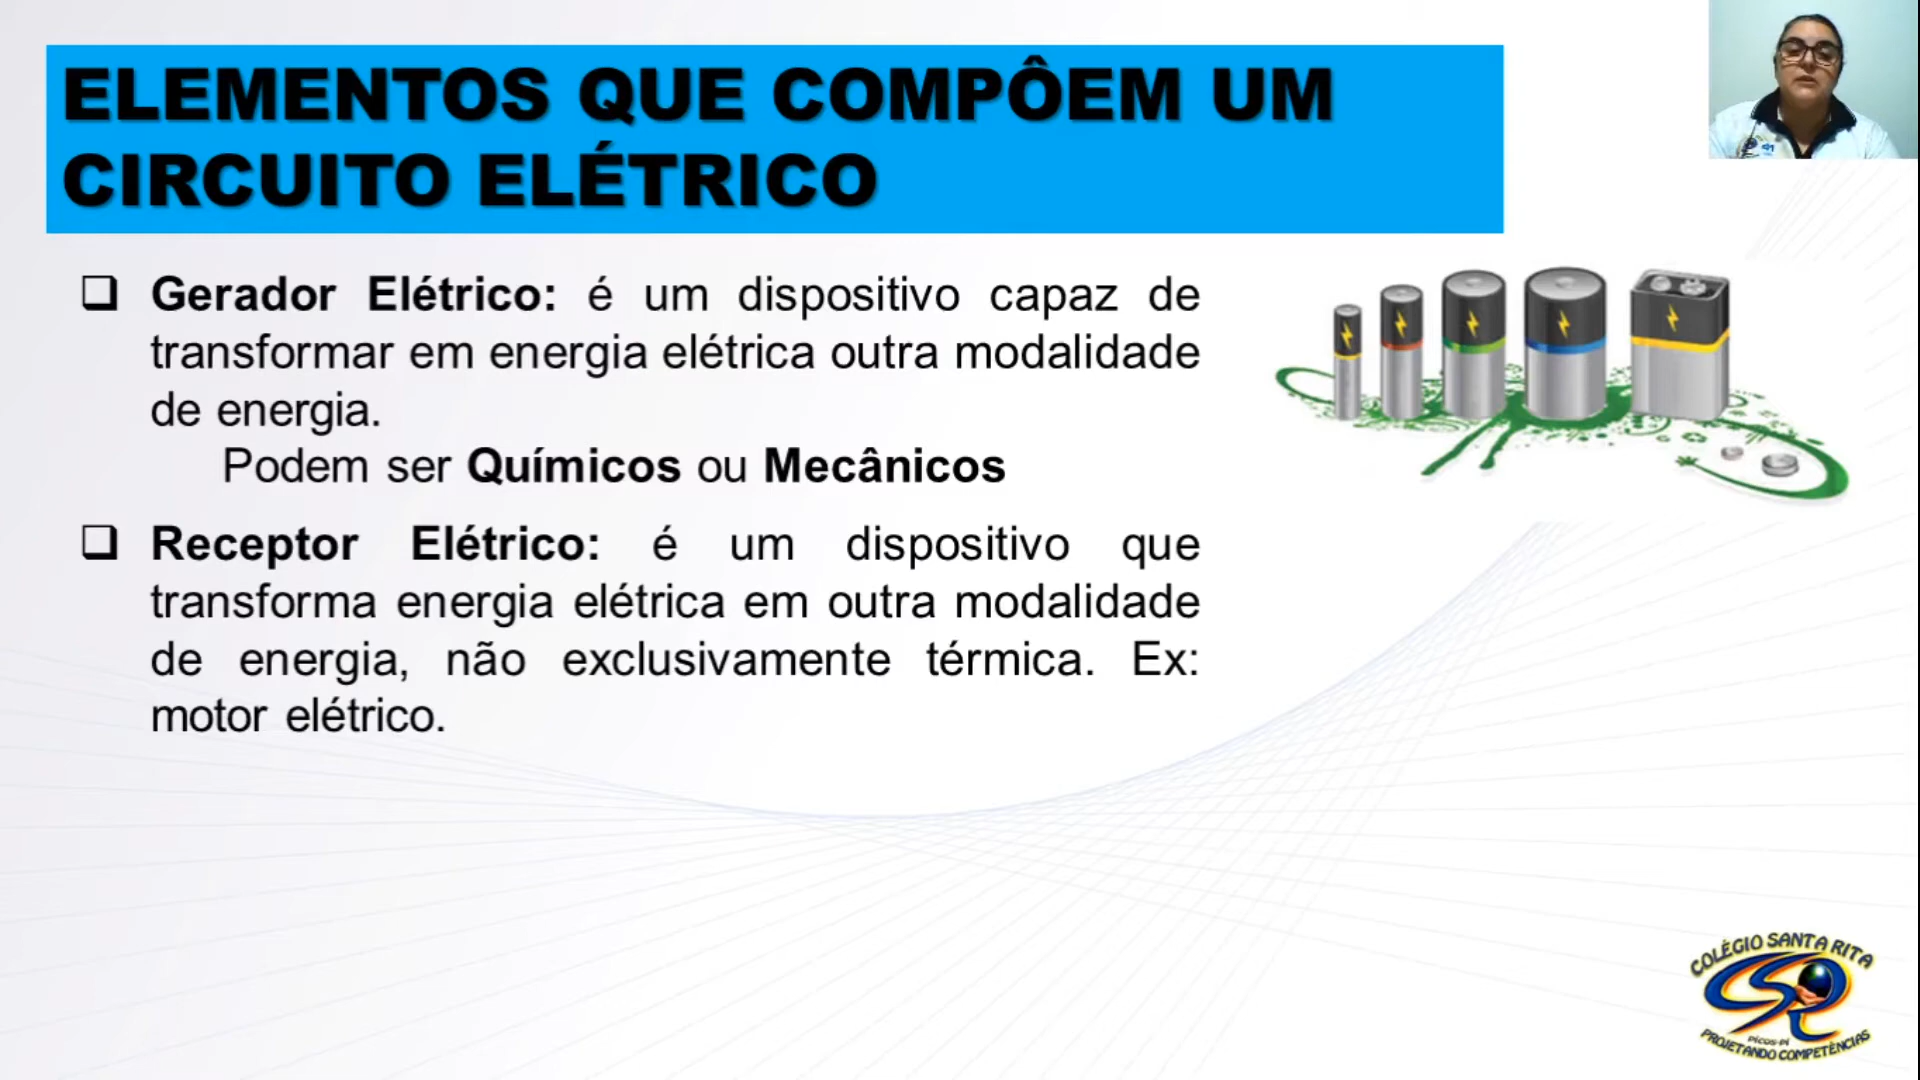 ELEMENTOS QUE COMPÔEM UM
CIRCUITO ELÉTRICO
Gerador Elétrico: é um dispositivo capaz de
transformar em energia elétrica outra modalidade
de energia.
Podem ser Químicos ou Mecânicos
Receptor Elétrico: é um dispositivo que
transforma energia elétrica em outra modalidade
de energia, não exclusivamente térmica. Ex:
motor elétrico.
COLÉGIO SANTA RITA
PICOS-PI
PROJETANDO COMPETÊNCIAS